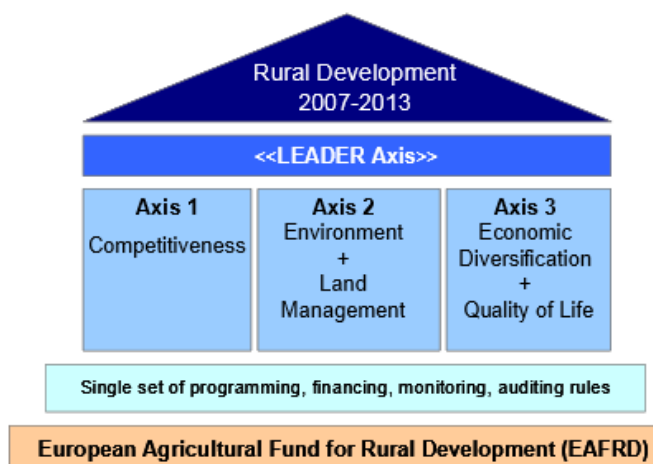 Rural Development
2007-2013
<<LEADER Axis>>
Axis 1
Competitiveness
Axis 2
Environment
+
Land
Management
Axis 3
Economic
Diversification
+
Quality of Life
Single set of programming, financing, monitoring, auditing rules
European Agricultural Fund for Rural Development (EAFRD)